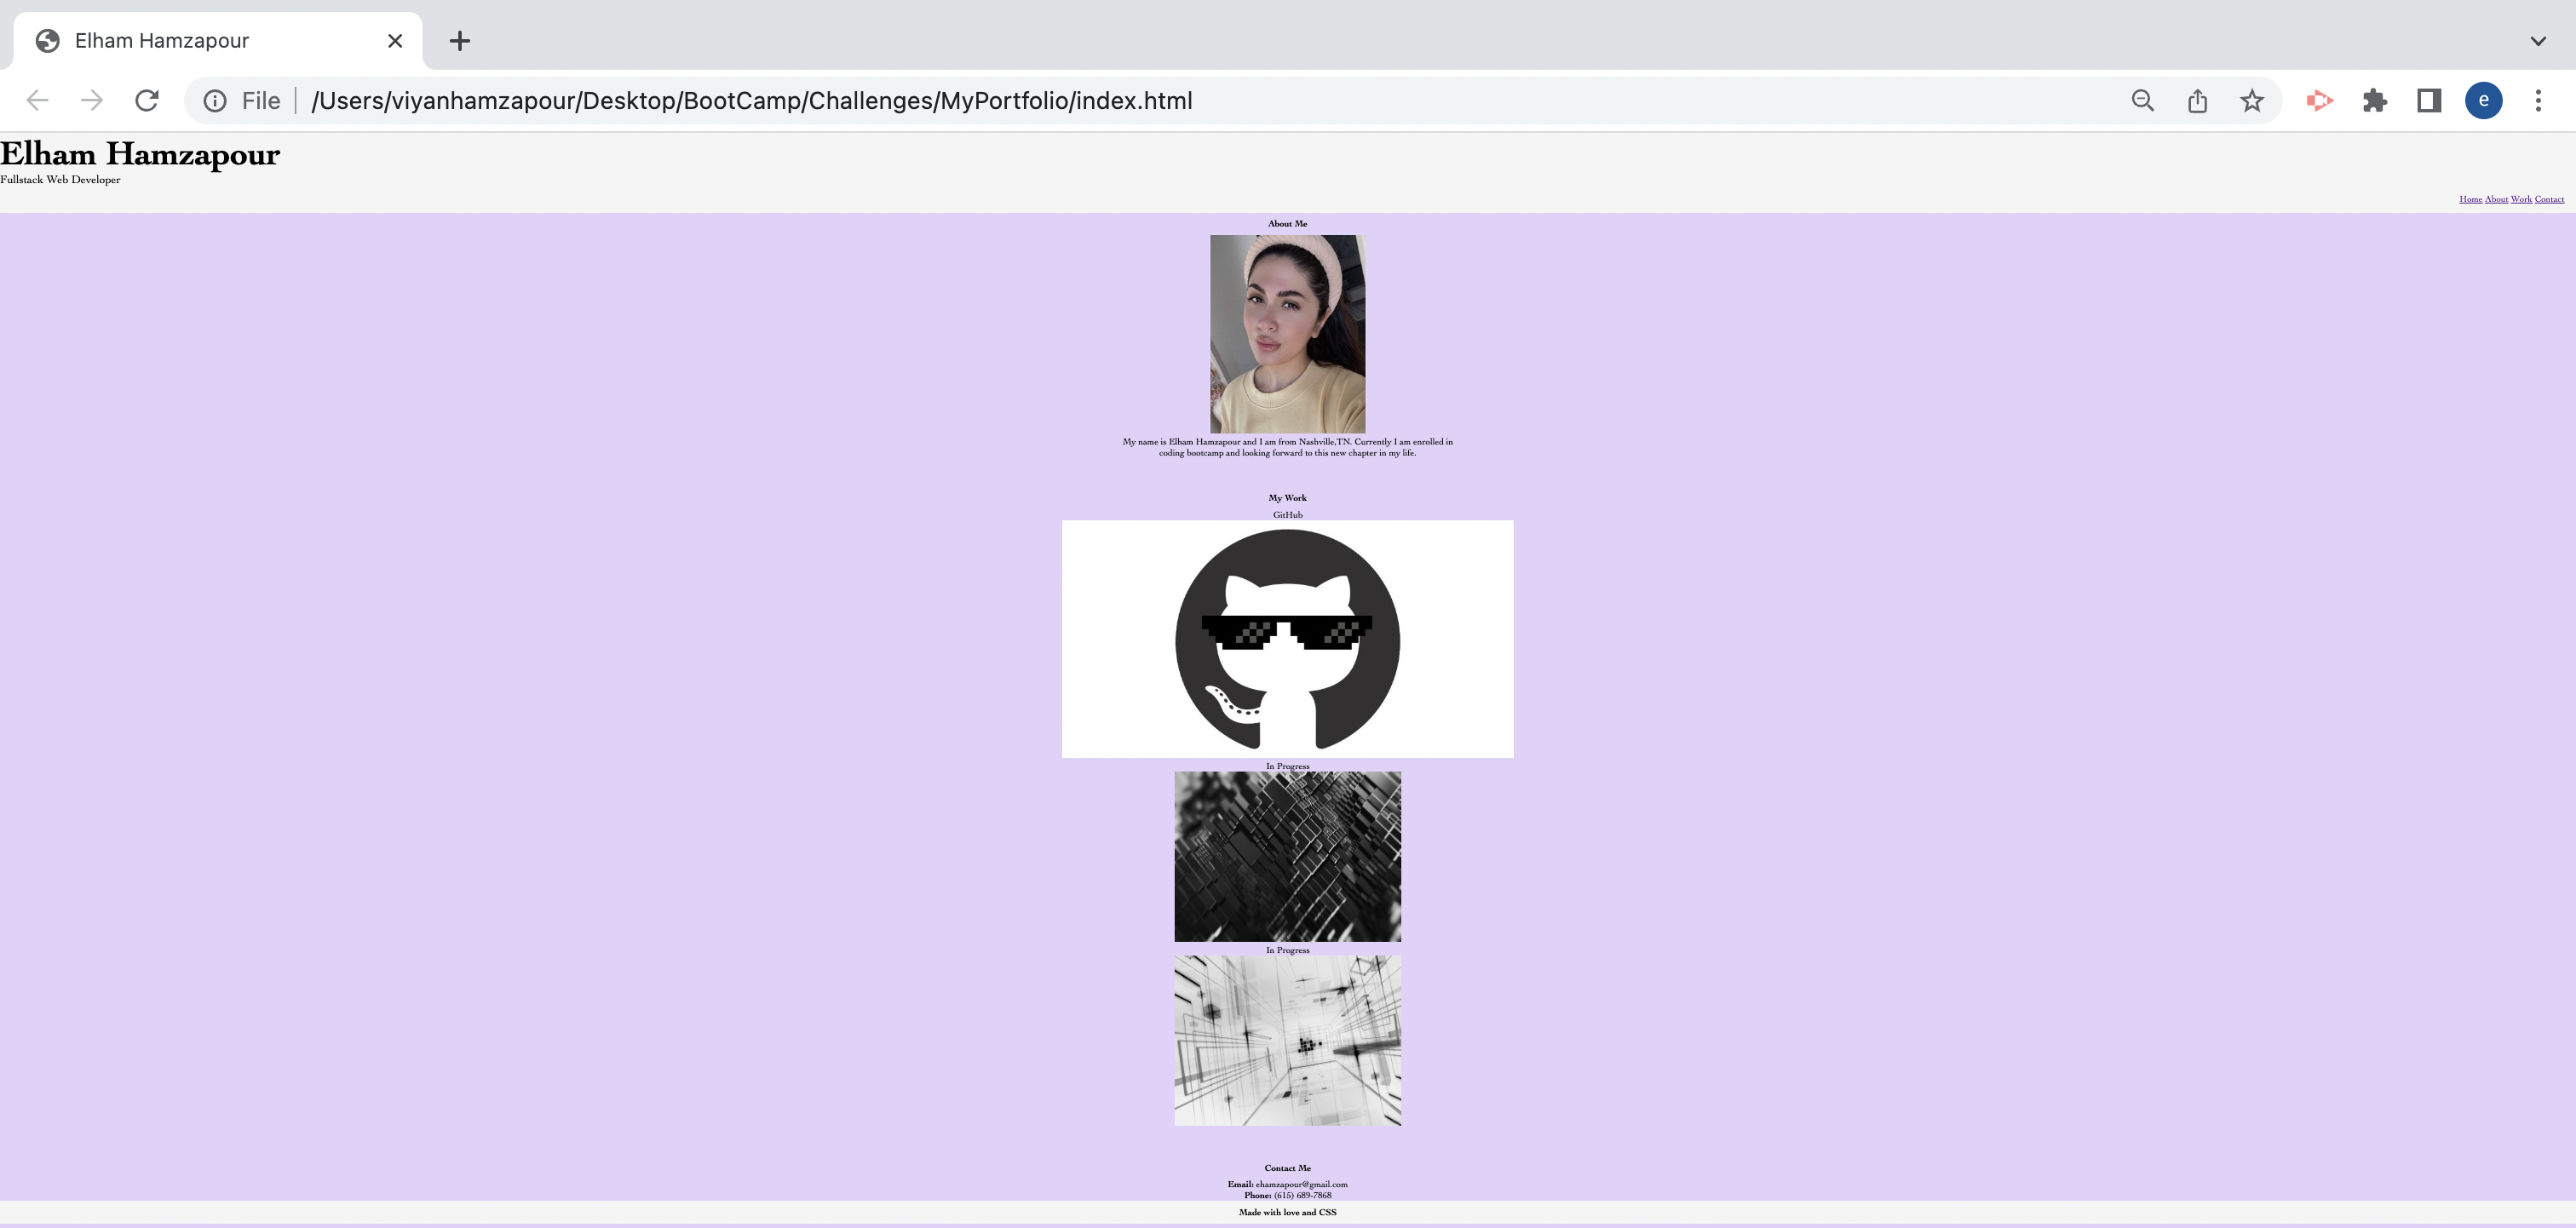 Elham Hamzapour
File /Users/viyanhamzapour/Desktop/BootCamp/Challenges/MyPortfolio/index.html
e
Elham Hamzapour
Fullstack Web Developer
Home About Work Contact
About Me
My name is Elham Hamzapour and I am from Nashville,TN. Currently I am enrolled in
coding bootcamp and looking forward to this new chapter in my life.
My Work
GitHub
In Progress
In Progress
Contact Me
Email: ehamzapour@gmail.com
Phone: (615) 689-7868
Made with love and CSS